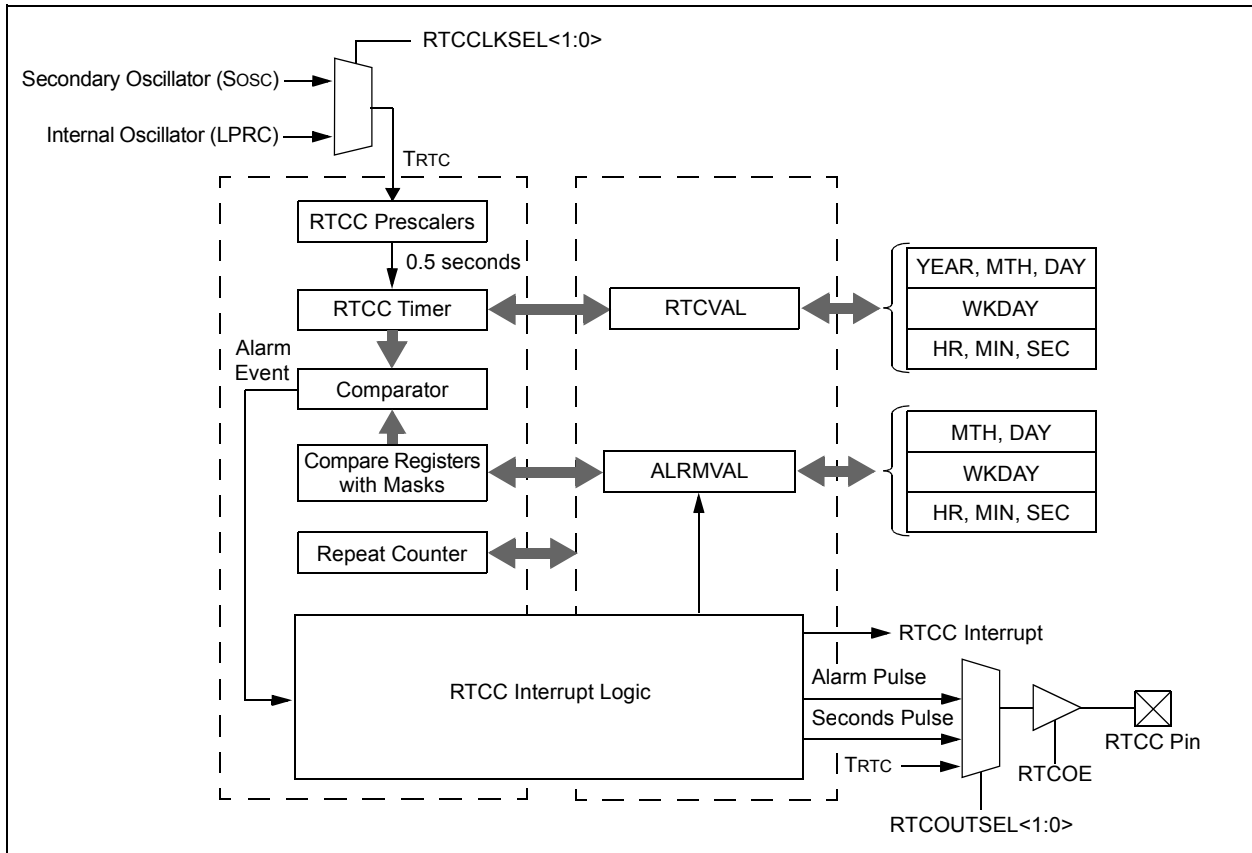 RTCCLKSEL<1:0>
Secondary Oscillator (SOSC)
Internal Oscillator (LPRC)
TRTC
RTCC Prescalers
0.5 seconds
RTCC Timer
RTCVAL
YEAR, MTH, DAY
WKDAY
HR, MIN, SEC
Alarm
Event
Comparator
Compare Registers
with Masks
ALRMVAL
MTH, DAY
WKDAY
HR, MIN, SEC
Repeat Counter
RTCC Interrupt Logic
RTCC Interrupt
Alarm Pulse
Seconds Pulse
TRTC
RTCC Pin
RTCOE
RTCOUTSEL<1:0>